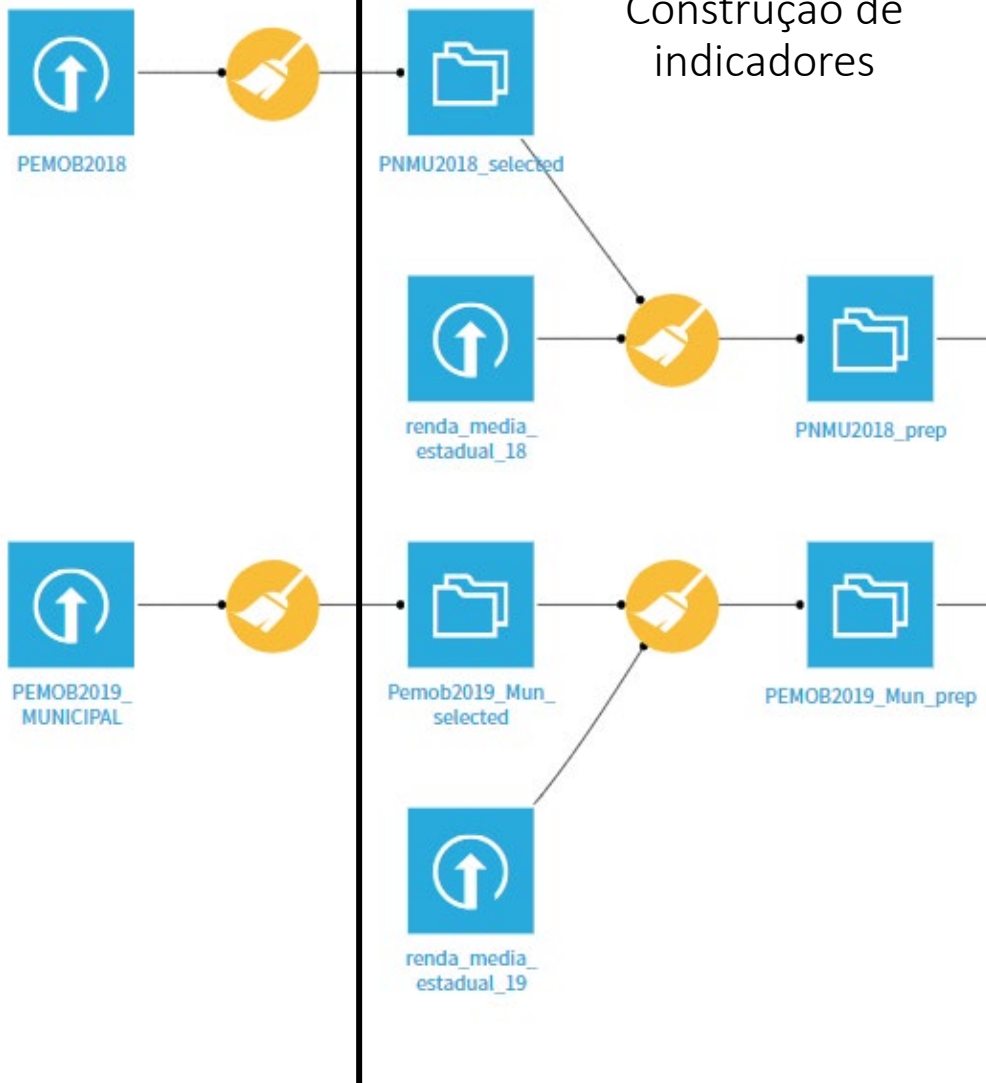 Construção de
indicadores
PEMOB2018
PNMU2018_selected
renda_media_
estadual_18
PNMU2018_prep
PEMOB2019_
MUNICIPAL
Pemob2019_Mun_
selected
PEMOB2019_Mun_prep
renda_media_
estadual_19